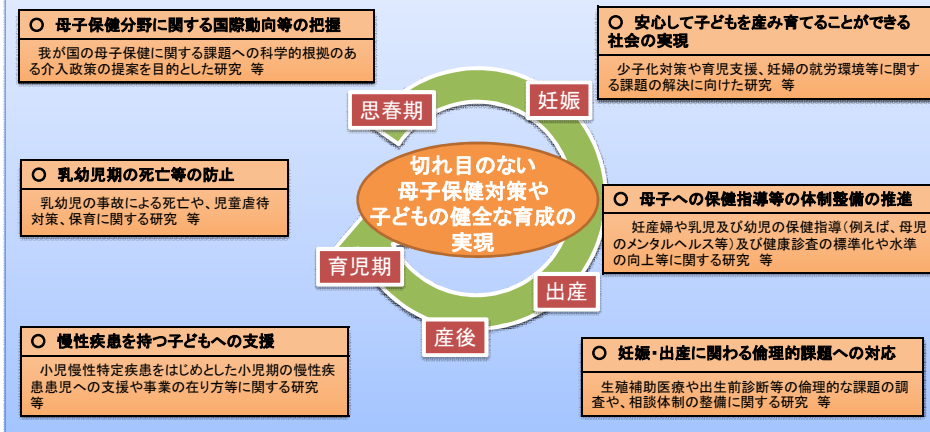 ○ 母子保健分野に関する国際動向等の把握
我が国の母子保健に関する課題への科学的根拠のあ
る介入政策の提案を目的とした研究 等
○ 安心して子どもを産み育てることができる
社会の実現
少子化対策や育児支援、妊婦の就労環境等に関す
る課題の解決に向けた研究 等
思春期
妊娠
切れ目のない
母子保健対策や
子どもの健全な育成の
実現
○ 乳幼児期の死亡等の防止
乳幼児の事故による死亡や、児童虐待
対策、保育に関する研究 等
○ 母子への保健指導等の体制整備の推進
妊産婦や乳児及び幼児の保健指導(例えば、母児
のメンタルヘルス等)及び健康診査の標準化や水準
の向上等に関する研究 等
育児期
出産
産後
○ 慢性疾患を持つ子どもへの支援
小児慢性特定疾患をはじめとした小児期の慢性疾
患患児への支援や事業の在り方等に関する研究
等
○ 妊娠・出産に関わる倫理的課題への対応
生殖補助医療や出生前診断等の倫理的な課題の調
査や、相談体制の整備に関する研究 等